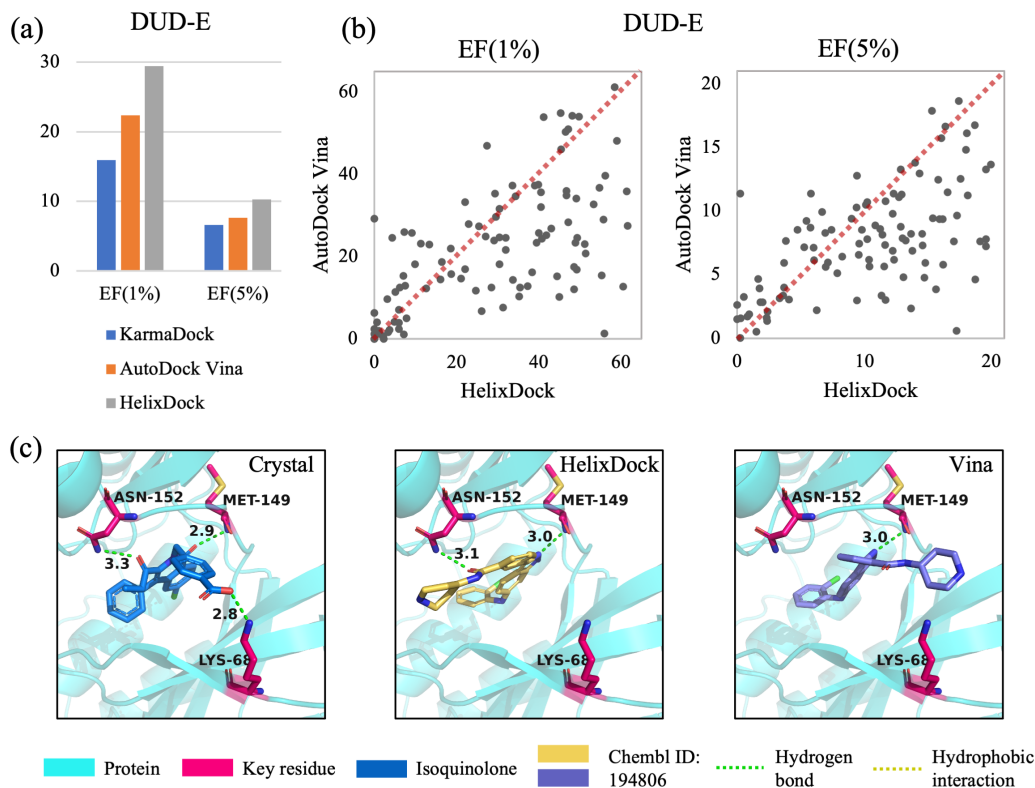 (a)
DUD-E
30
20
10
0
EF(1%)
EF(5%)
KarmaDock
AutoDock Vina
HelixDock
(b)
DUD-E
EF(1%)
AutoDock Vina
60
40
20
0
0
20
40
60
HelixDock
EF(5%)
AutoDock Vina
20
15
10
5
0
0
10
20
HelixDock
(c)
Crystal
ASN-152
MET-149
2.9
3.3
2.8
LYS-68
HelixDock
ASN-152
MET-149
3.0
3.1
LYS-68
Vina
ASN-152
MET-149
3.0
LYS-68
Protein
Key residue
Isoquinolone
Chembl ID:
194806
Hydrogen
bond
Hydrophobic
interaction